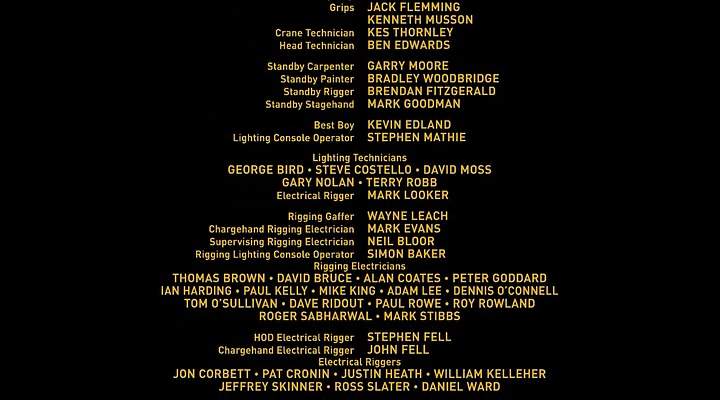 Grips JACK FLEMMING
KENNETH MUSSON
Crane Technician KES THORNLEY
Head Technician BEN EDWARDS
Standby Carpenter GARRY MOORE
Standby Painter BRADLEY WOODBRIDGE
Standby Rigger BRENDAN FITZGERALD
Standby Stagehand MARK GOODMAN
Best Boy KEVIN EDLAND
Lighting Console Operator STEPHEN MATHIE
Lighting Technicians
GEORGE BIRD • STEVE COSTELLO • DAVID MOSS
GARY NOLAN • TERRY ROBB
Electrical Rigger MARK LOOKER
Rigging Gaffer WAYNE LEACH
Chargehand Rigging Electrician MARK EVANS
Supervising Rigging Electrician NEIL BLOOR
Rigging Lighting Console Operator SIMON BAKER
Rigging Electricians
THOMAS BROWN • DAVID BRUCE • ALAN COATES • PETER GODDARD
IAN HARDING • PAUL KELLY • MIKE KING • ADAM LEE • DENNIS O'CONNELL
TOM O'SULLIVAN • DAVE RIDOUT • PAUL ROWE • ROY ROWLAND
ROGER SABHARWAL • MARK STIBBS
HOD Electrical Rigger STEPHEN FELL
Chargehand Electrical Rigger JOHN FELL
Electrical Riggers
JON CORBETT • PAT CRONIN • JUSTIN HEATH • WILLIAM KELLEHER
JEFFREY SKINNER • ROSS SLATER • DANIEL WARD